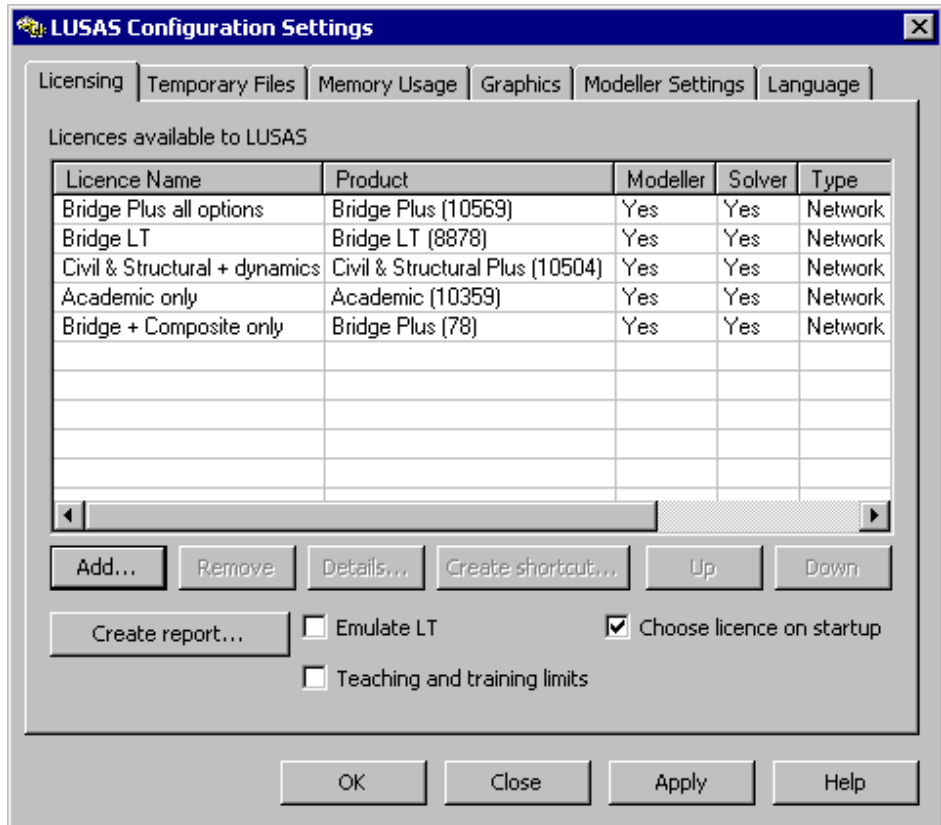 LUSAS Configuration Settings
Licensing Temporary Files Memory Usage Graphics Modeller Settings Language
Licences available to LUSAS
Licence Name Product Modeller Solver Type
Bridge Plus all options Bridge Plus (10569) Yes Yes Network
Bridge LT Bridge LT (8878) Yes Yes Network
Civil & Structural + dynamics Civil & Structural Plus (10504) Yes Yes Network
Academic only Academic (10359) Yes Yes Network
Bridge + Composite only Bridge Plus (78) Yes Yes Network
Add... Remove Details... Create shortcut... Up Down
Create report... Emulate LT Choose licence on startup
Teaching and training limits
OK Close Apply Help